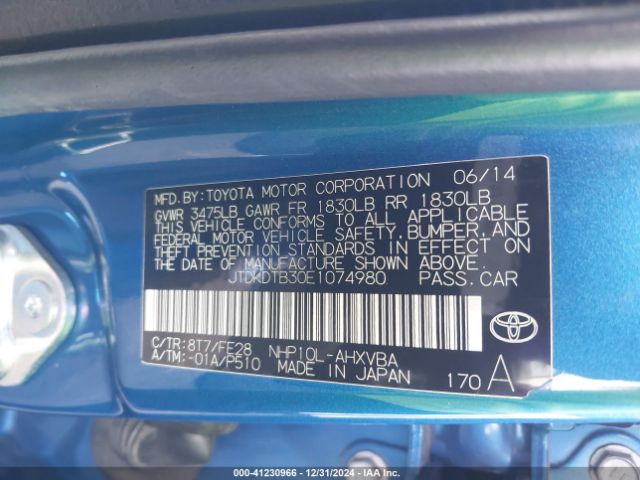 MFD. BY: TOYOTA MOTOR CORPORATION 06/14
GVWR 3475LB GAWR FR 1830LB RR 1830LB
THIS VEHICLE CONFORMS TO ALL APPLICABLE
FEDERAL MOTOR VEHICLE SAFETY, BUMPER, AND
THEFT PREVENTION STANDARDS IN EFFECT ON
THE DATE OF MANUFACTURE SHOWN ABOVE.
JTDKDTB30E1074980 PASS. CAR
C/TR: 8T7/FE28 NHP10L-AHXVBA
A/TM: -01A/P510 MADE IN JAPAN 170 A
000-41230966 - 12/31/2024 - IAA Inc.